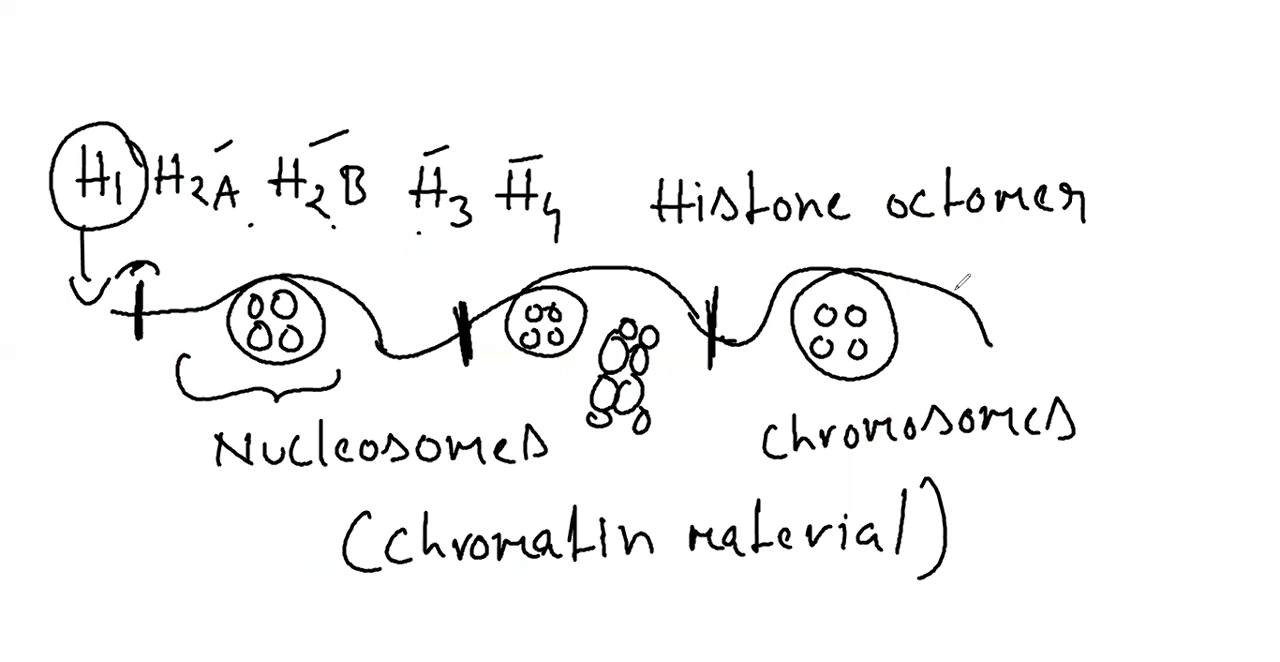 H1 H2A H2B H3 H4 Histone octomer
Nucleosomes chromosomes
(chromatin material)